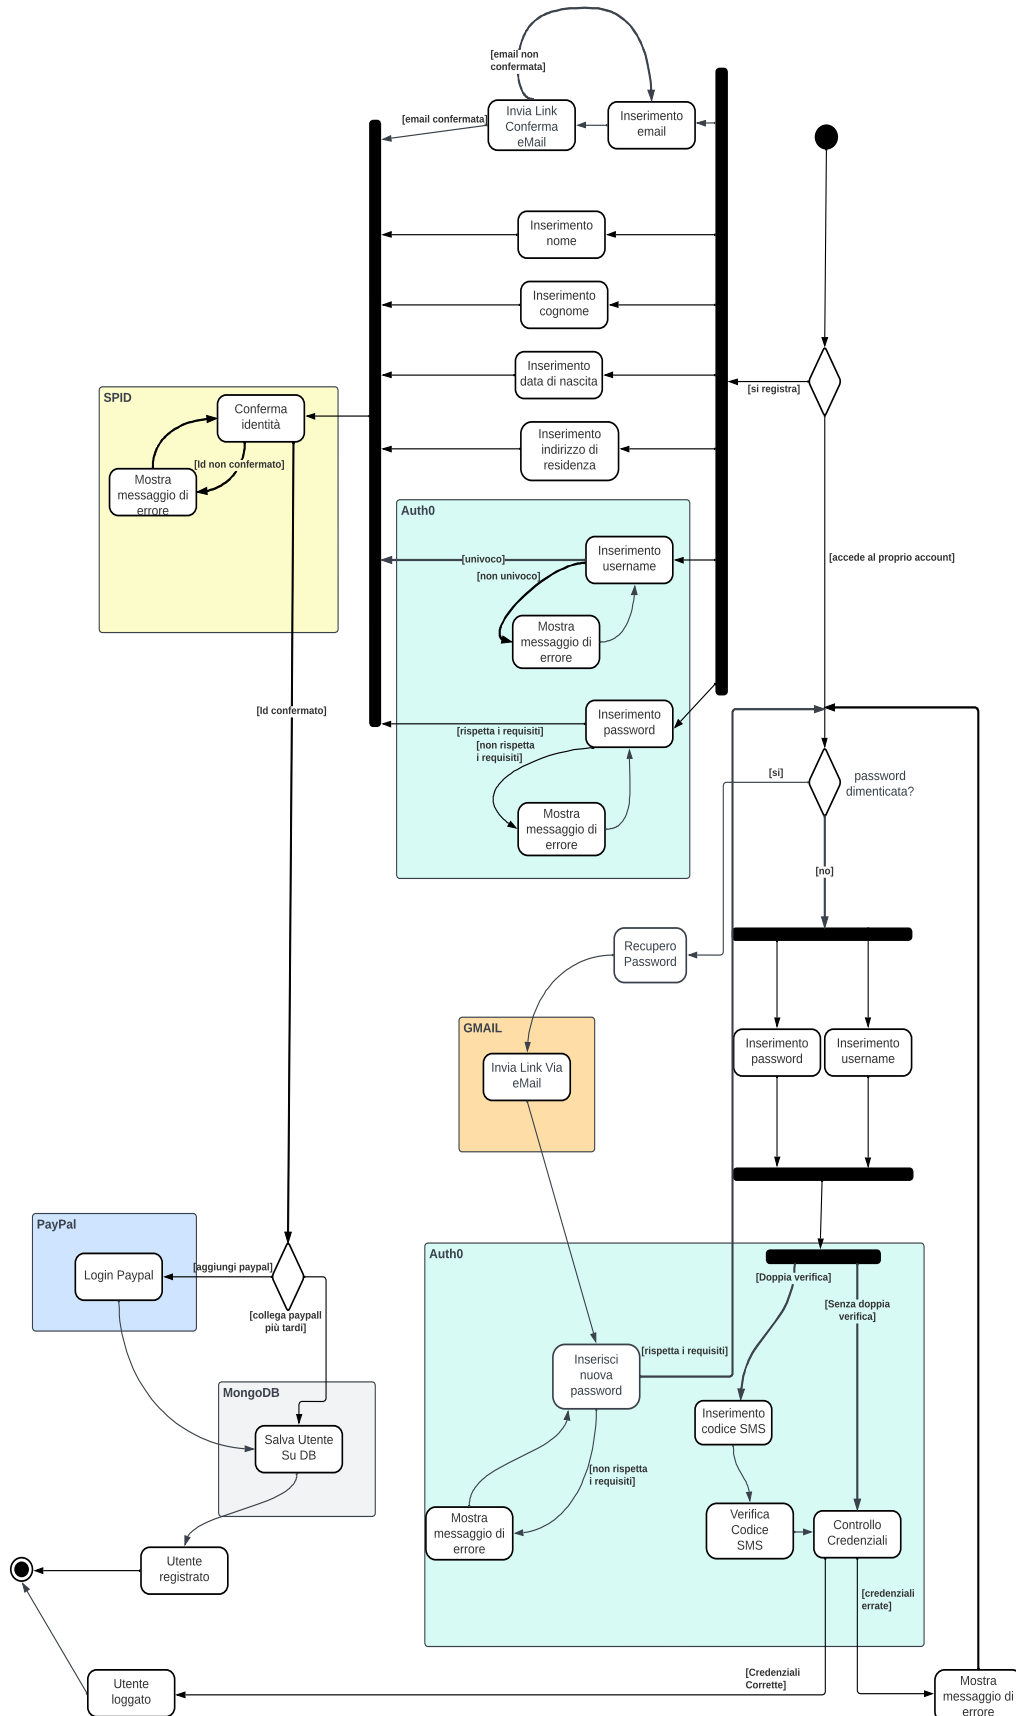 [email non
confermata]
Invia Link
Conferma
eMail
Inserimento
email
[email confermata]
Inserimento
nome
Inserimento
cognome
Inserimento
data di nascita
[si registra]
SPID
Conferma
identità
Inserimento
indirizzo di
residenza
[Id non confermato]
Mostra
messaggio di
errore
Auth0
Inserimento
username
[univoco]
[non univoco]
[accede al proprio account]
Mostra
messaggio di
errore
[Id confermato]
Inserimento
password
[rispetta i requisiti]
[non rispetta
i requisiti]
[si]
password
dimenticata?
Mostra
messaggio di
errore
[no]
Recupero
Password
GMAIL
Invia Link Via
eMail
Inserimento
password
Inserimento
username
PayPal
Login Paypal
[aggiungi paypal]
[collega paypall
più tardi]
Auth0
[Doppia verifica]
[Senza doppia
verifica]
Inserisci
nuova
password
[rispetta i requisiti]
MongoDB
Salva Utente
Su DB
Inserimento
codice SMS
[non rispetta
i requisiti]
Mostra
messaggio di
errore
Verifica
Codice
SMS
Controllo
Credenziali
Utente
registrato
[credenziali
errate]
[Credenziali
Corrette]
Utente
loggato
Mostra
messaggio di
errore